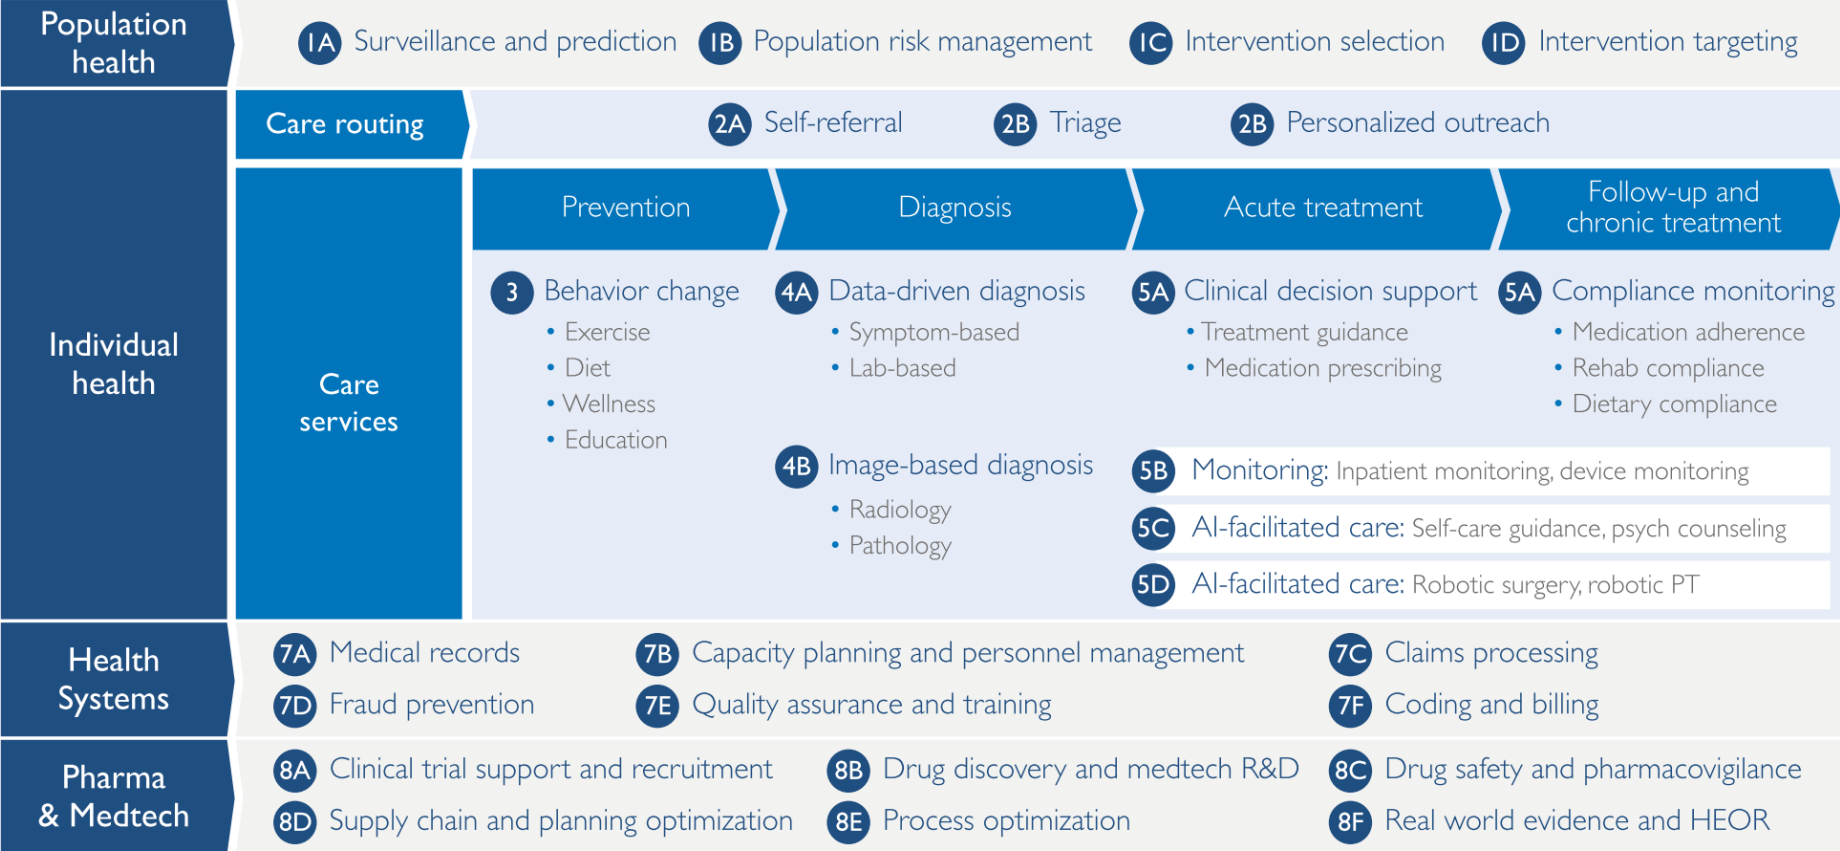 Population
health
1A Surveillance and prediction
1B Population risk management
1C Intervention selection
1D Intervention targeting
Individual
health
Care routing
2A Self-referral
2B Triage
2B Personalized outreach
Care
services
Prevention
3 Behavior change
• Exercise
• Diet
• Wellness
• Education
Diagnosis
4A Data-driven diagnosis
• Symptom-based
• Lab-based
4B Image-based diagnosis
• Radiology
• Pathology
Acute treatment
5A Clinical decision support
• Treatment guidance
• Medication prescribing
Follow-up and
chronic treatment
5A Compliance monitoring
• Medication adherence
• Rehab compliance
• Dietary compliance
5B Monitoring: Inpatient monitoring, device monitoring
5C AI-facilitated care: Self-care guidance, psych counseling
5D AI-facilitated care: Robotic surgery, robotic PT
Health
Systems
7A Medical records
7B Capacity planning and personnel management
7C Claims processing
7D Fraud prevention
7E Quality assurance and training
7F Coding and billing
Pharma
& Medtech
8A Clinical trial support and recruitment
8B Drug discovery and medtech R&D
8C Drug safety and pharmacovigilance
8D Supply chain and planning optimization
8E Process optimization
8F Real world evidence and HEOR